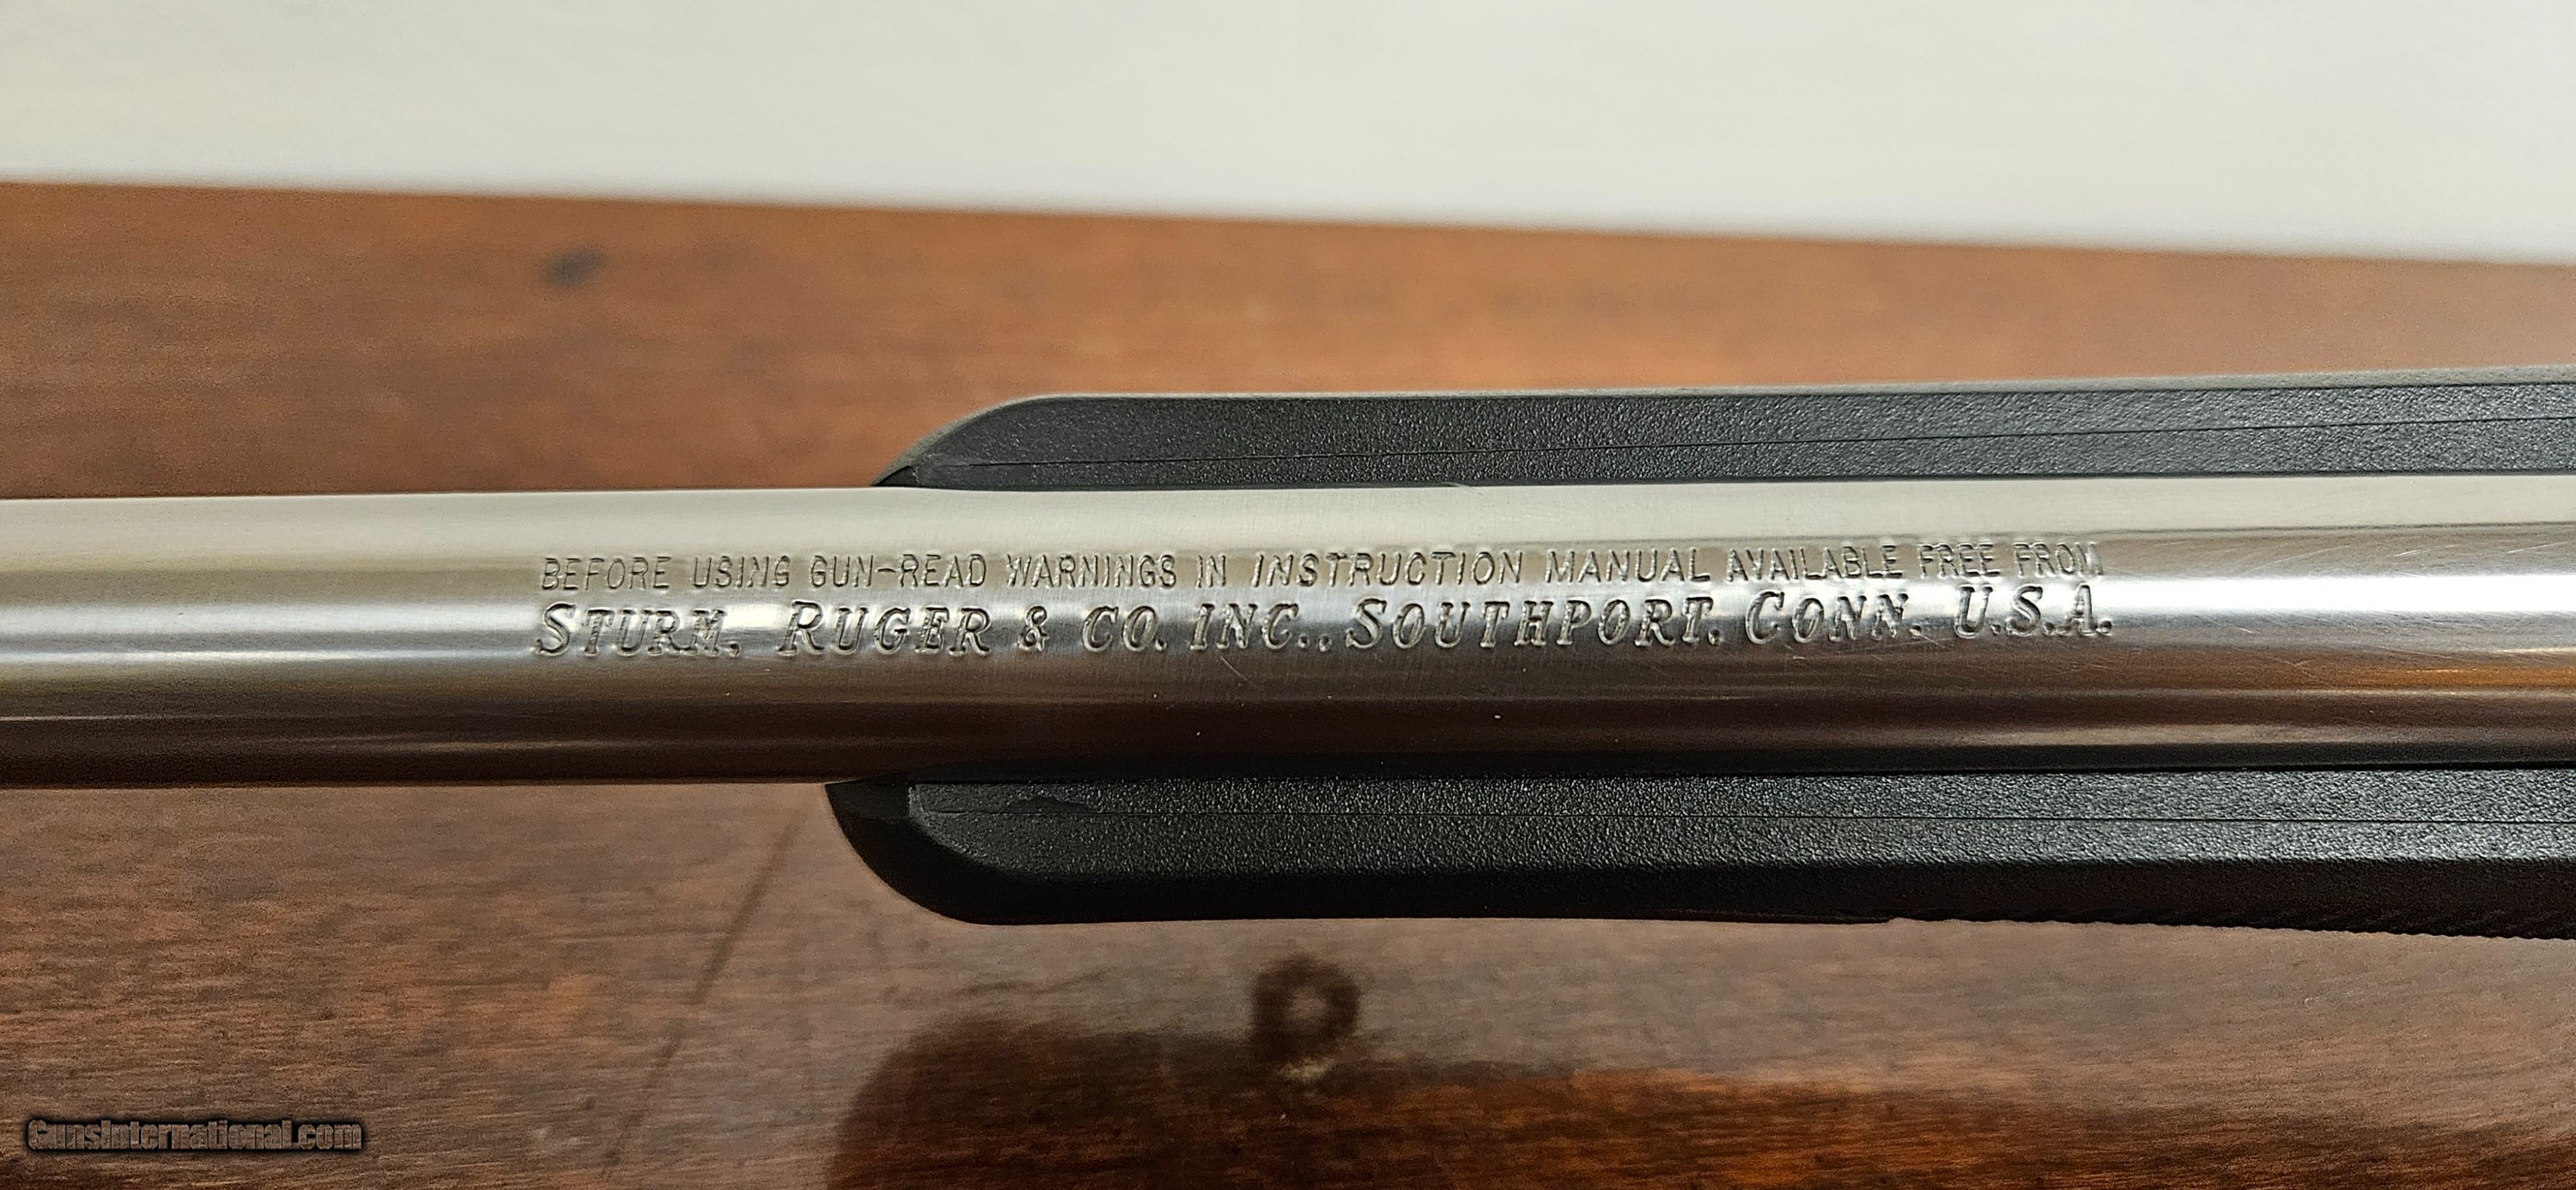 BEFORE USING GUN-READ WARNINGS IN INSTRUCTION MANUAL AVAILABLE FREE FROM
STURM, RUGER & CO. INC., SOUTHPORT, CONN. U.S.A.
GunsInternational.com